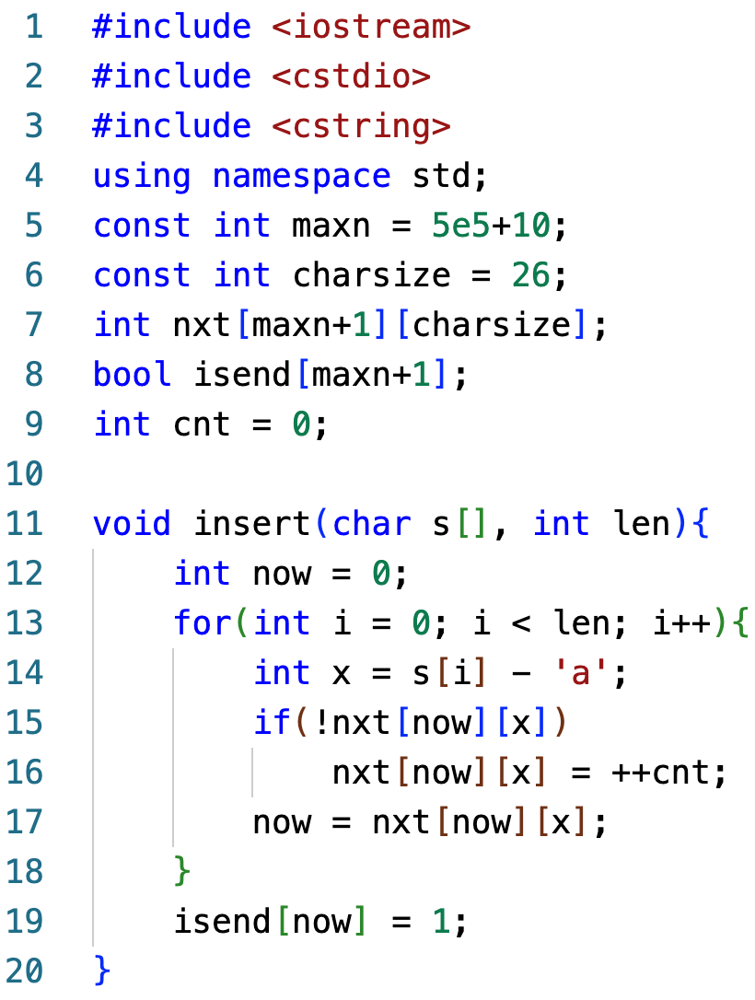 1 #include <iostream>
2 #include <cstdio>
3 #include <cstring>
4 using namespace std;
5 const int maxn = 5e5+10;
6 const int charsize = 26;
7 int nxt[maxn+1][charsize];
8 bool isend[maxn+1];
9 int cnt = 0;
10
11 void insert(char s[], int len){
12     int now = 0;
13     for(int i = 0; i < len; i++){
14         int x = s[i] - 'a';
15         if(!nxt[now][x])
16             nxt[now][x] = ++cnt;
17         now = nxt[now][x];
18     }
19     isend[now] = 1;
20 }